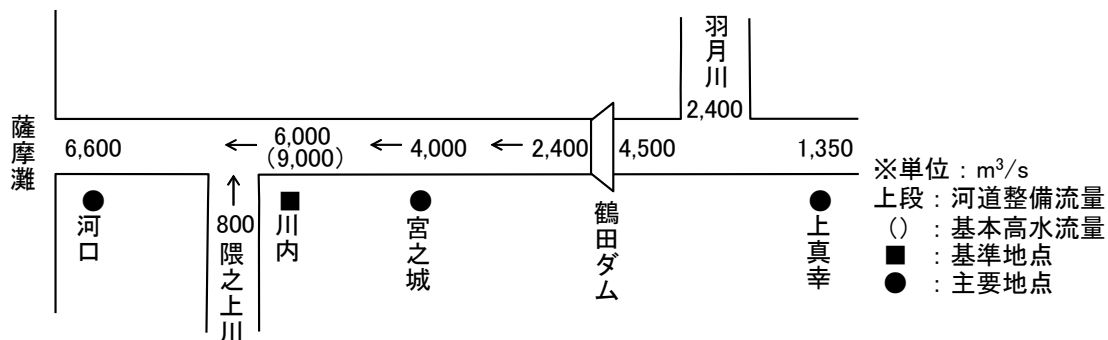 羽月川
2,400
薩摩灘
6,600
←
6,000
(9,000)
←
4,000
←
2,400
4,500
1,350
※単位：m³/s
上段：河道整備流量
()：基本高水流量
■：基準地点
●：主要地点
河口
↑
800
隈之上川
川内
宮之城
鶴田ダム
上真幸